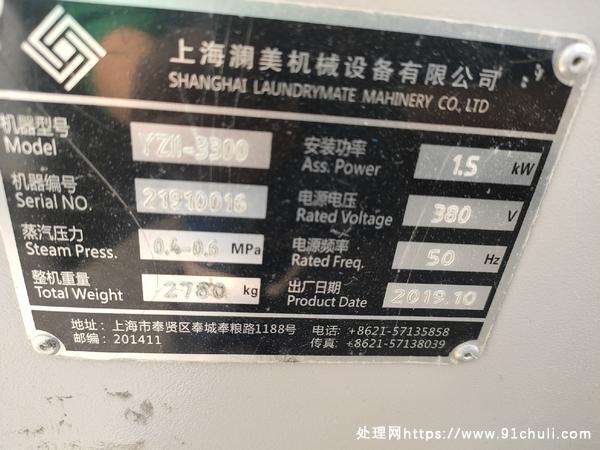 上海澜美机械设备有限公司
SHANGHAI LAUNDRYMATE MAHINERY CO., LTD
机器型号 YZII-3300 安装功率 1.5 kW
Model Ass. Power
机器编号 21910016 电源电压 380 V
Serial NO. Rated Voltage
蒸汽压力 0.4-0.6 MPa 电源频率 50 Hz
Steam Press. Rated Freq.
整机重量 2780 kg 出厂日期 2019.10
Total Weight Product Date
地址: 上海市奉贤区奉城奉粮路1188号 电话: +8621-57135858
邮编: 201411 传真: +8621-57138039
处理网https://www.91chuli.com